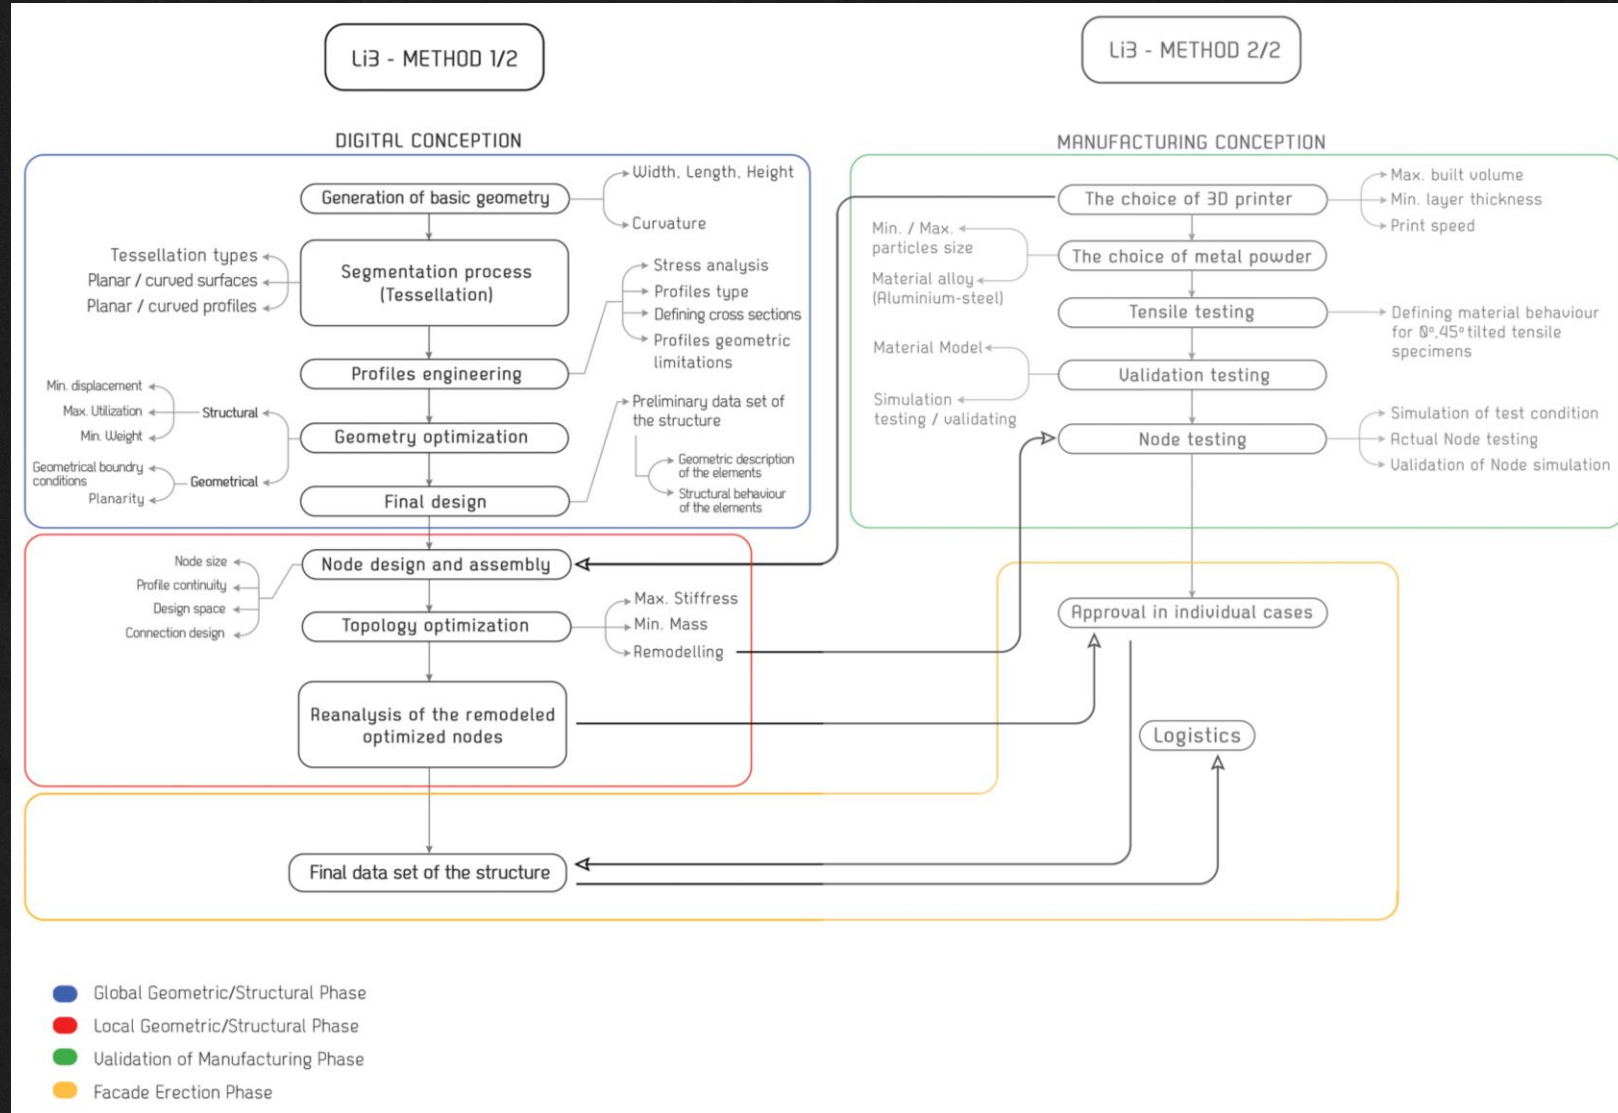 Li3 - METHOD 1/2
DIGITAL CONCEPTION
Generation of basic geometry
Width, Length, Height
Curvature
Segmentation process
(Tessellation)
Tessellation types
Planar / curved surfaces
Planar / curved profiles
Profiles engineering
Stress analysis
Profiles type
Defining cross sections
Profiles geometric
limitations
Geometry optimization
Structural
Min. displacement
Max. Utilization
Min. Weight
Geometrical
Geometrical boundry
conditions
Planarity
Final design
Preliminary data set of
the structure
Geometric description
of the elements
Structural behaviour
of the elements
Node design and assembly
Node size
Profile continuity
Design space
Connection design
Topology optimization
Max. Stiffress
Min. Mass
Remodelling
Reanalysis of the remodeled
optimized nodes
Final data set of the structure
Li3 - METHOD 2/2
MANUFACTURING CONCEPTION
The choice of 3D printer
Max. built volume
Min. layer thickness
Print speed
The choice of metal powder
Min. / Max.
particles size
Material alloy
(Aluminium-steel)
Tensile testing
Defining material behaviour
for 0°,45° tilted tensile
specimens
Validation testing
Material Model
Simulation
testing / validating
Node testing
Simulation of test condition
Actual Node testing
Validation of Node simulation
Approval in individual cases
Logistics
Global Geometric/Structural Phase
Local Geometric/Structural Phase
Validation of Manufacturing Phase
Facade Erection Phase